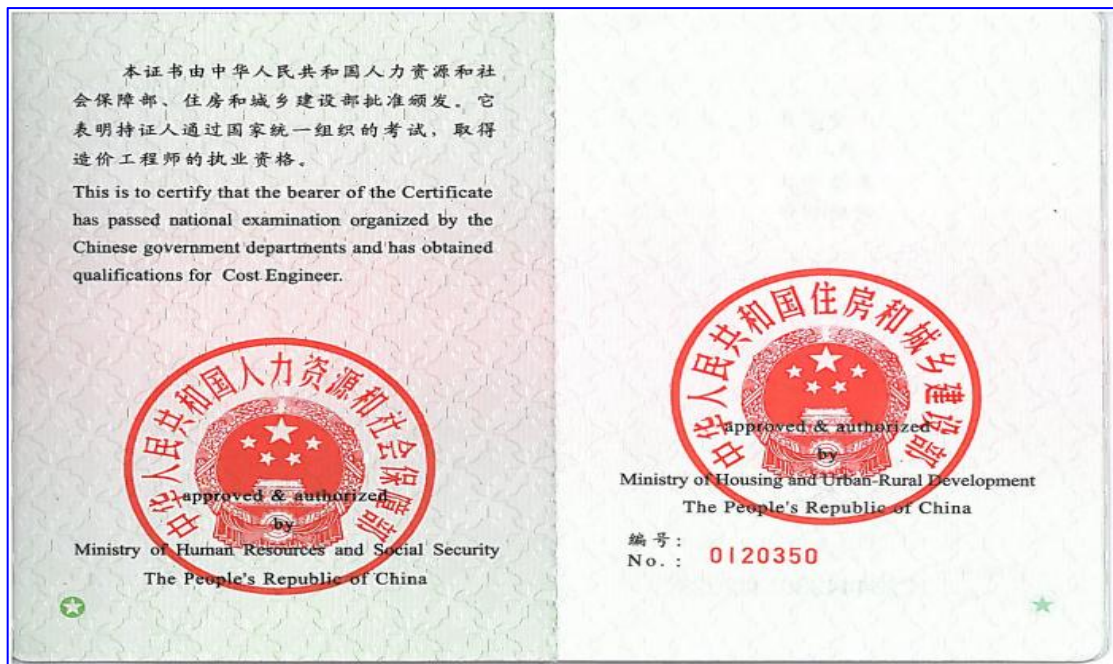 本证书由中华人民共和国人力资源和社
会保障部、住房和城乡建设部批准颁发。它
表明持证人通过国家统一组织的考试，取得
造价工程师的执业资格。
This is to certify that the bearer of the Certificate
has passed national examination organized by the
Chinese government departments and has obtained
qualifications for Cost Engineer.
中华人民共和国人力资源和社会保障部
approved & authorized
by
Ministry of Human Resources and Social Security
The People's Republic of China
中华人民共和国住房和城乡建设部
approved & authorized
by
Ministry of Housing and Urban-Rural Development
The People's Republic of China
编号：
No.： 0120350